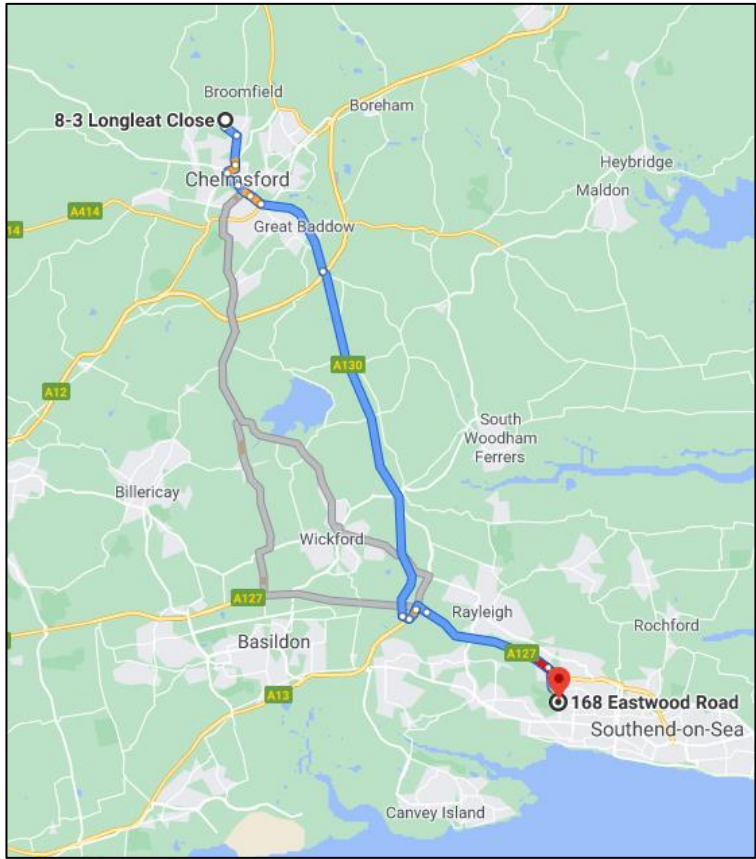 Broomfield
8-3 Longleat Close
Boreham
Chelmsford
Heybridge
Maldon
A414
14
Great Baddow
A130
A12
South
Woodham
Ferrers
Billericay
Wickford
A127
Rayleigh
Rochford
Basildon
A127
A13
168 Eastwood Road
Southend-on-Sea
Canvey Island